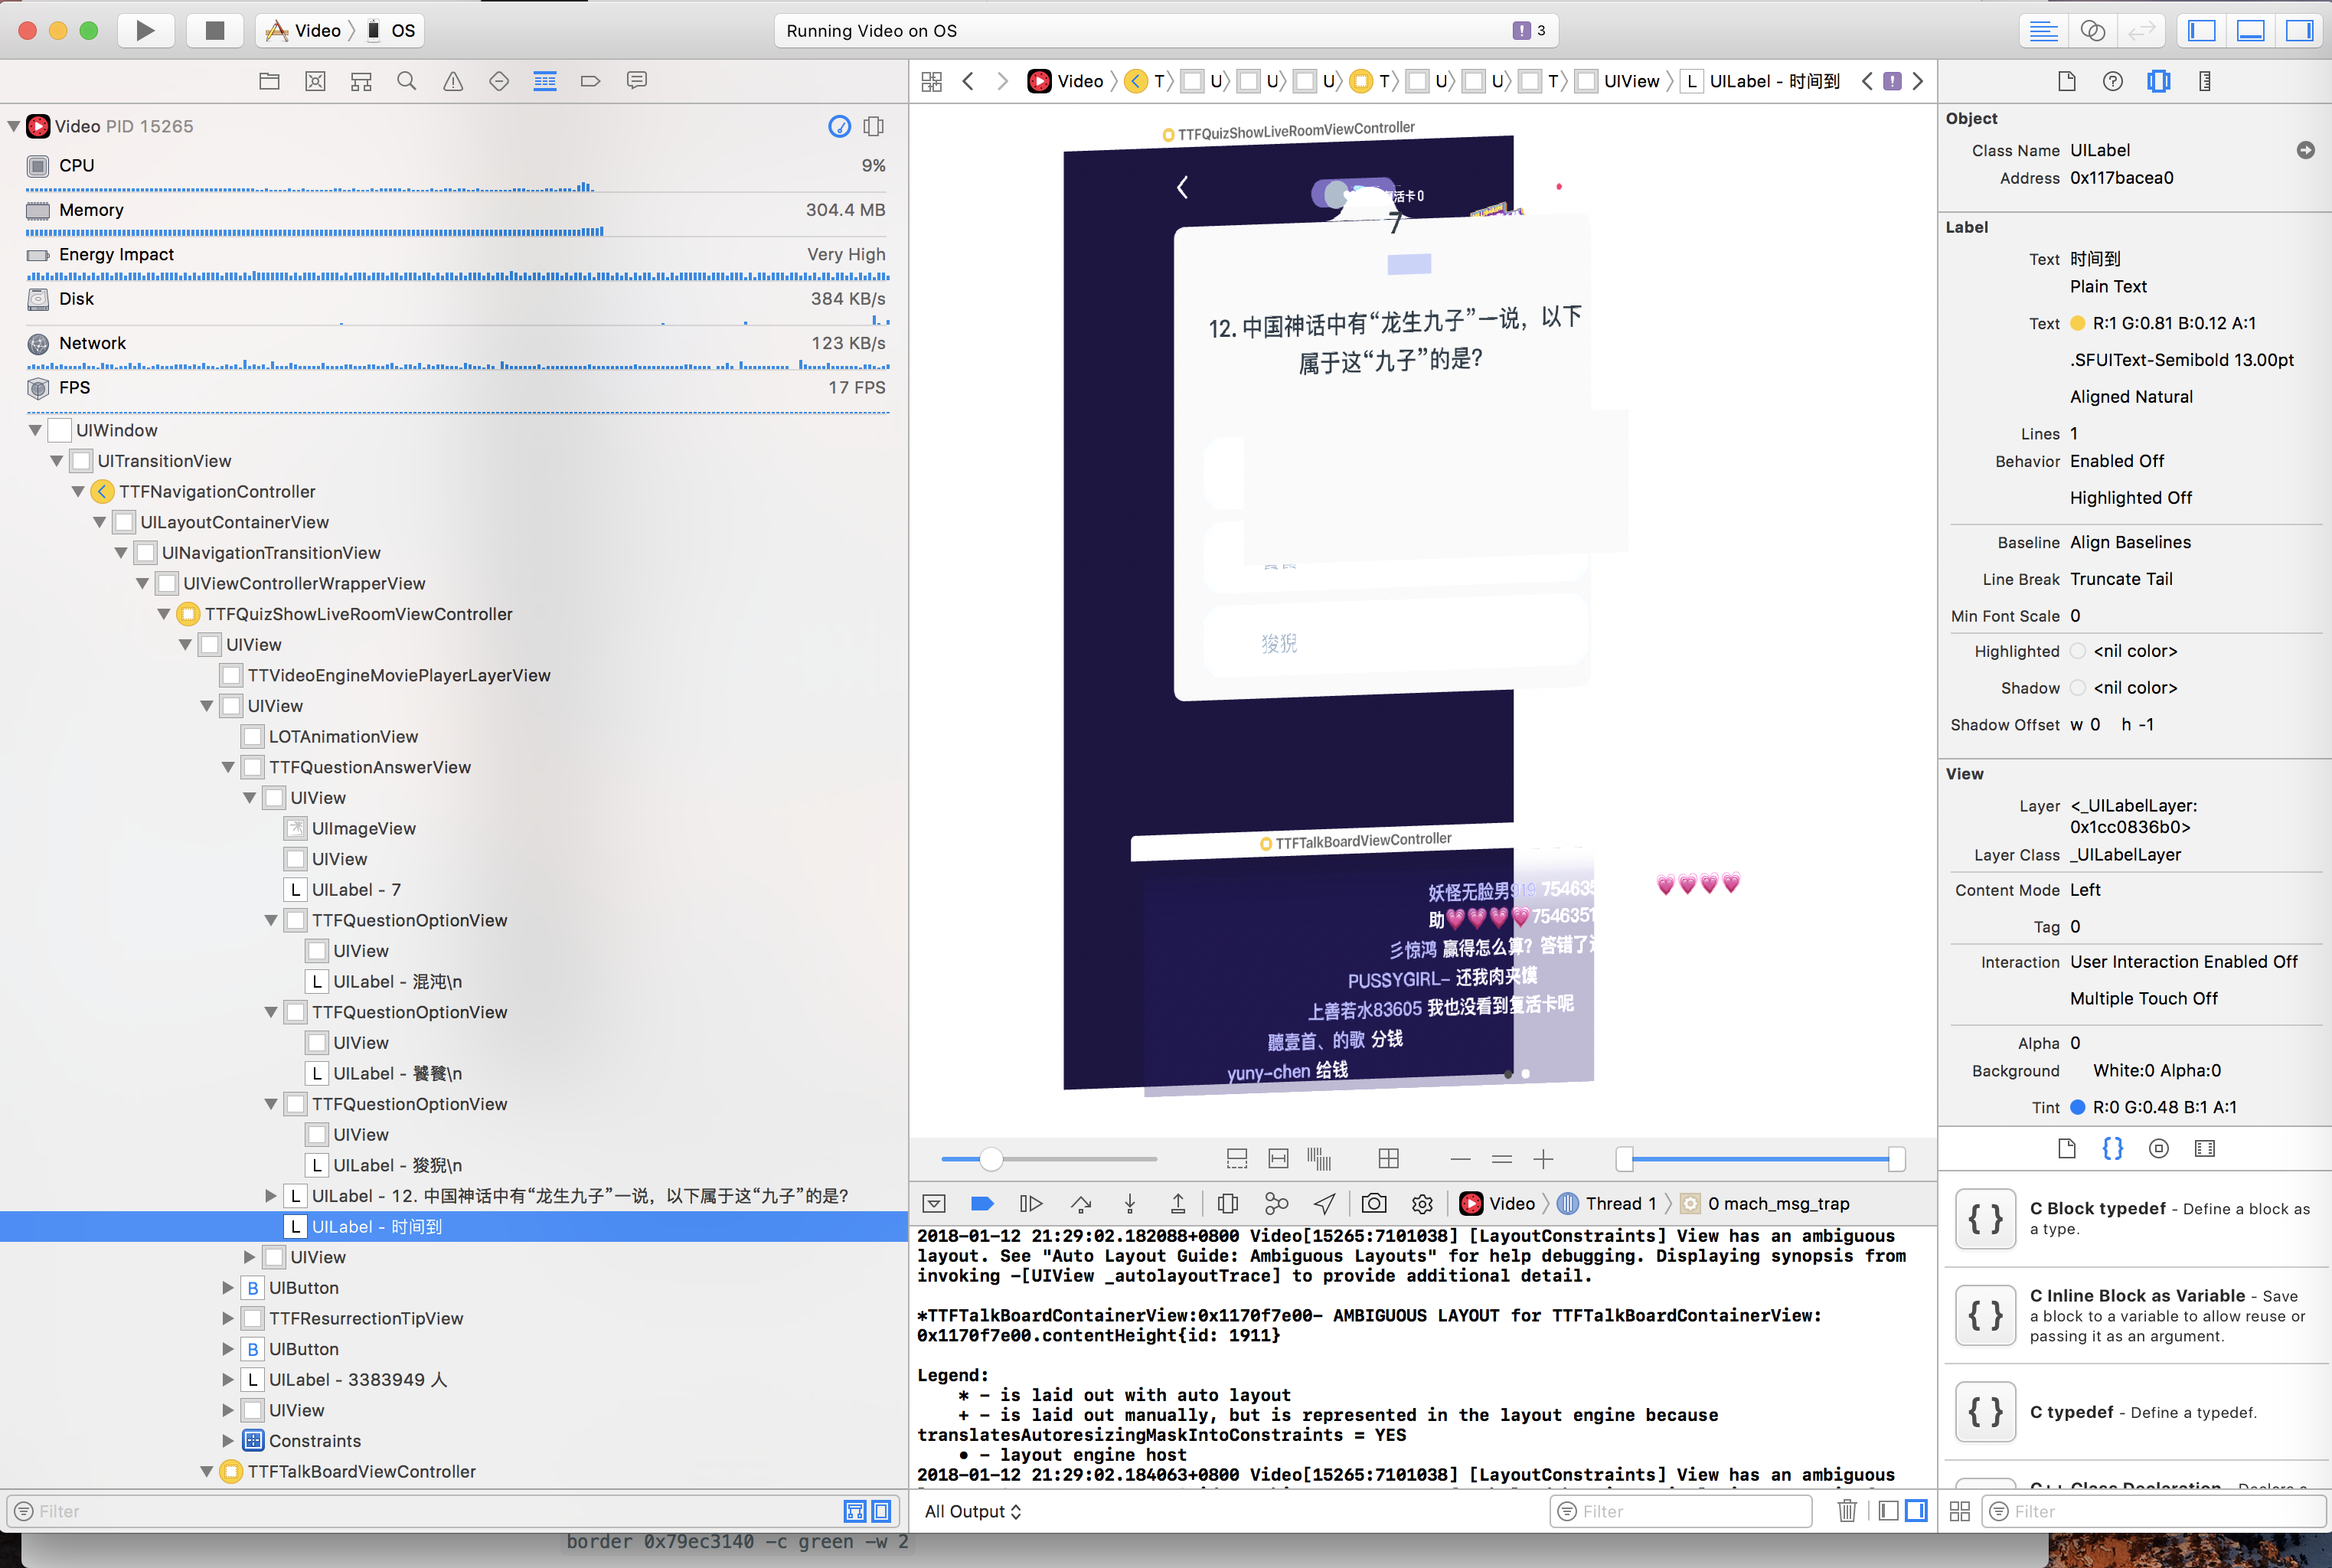 Video
OS
Running Video on OS
3
Video PID 15265
CPU
9%
Memory
304.4 MB
Energy Impact
Very High
Disk
384 KB/s
Network
123 KB/s
FPS
17 FPS
UIWindow
UITransitionView
TTFNavigationController
UILayoutContainerView
UINavigationTransitionView
UIViewControllerWrapperView
TTFQuizShowLiveRoomViewController
UIView
TTVideoEngineMoviePlayerLayerView
UIView
LOTAnimationView
TTFQuestionAnswerView
UIView
UIImageView
UIView
L UILabel - 7
TTFQuestionOptionView
UIView
L UILabel - 混沌\n
TTFQuestionOptionView
UIView
L UILabel - 饕餮\n
TTFQuestionOptionView
UIView
L UILabel - 狻猊\n
L UILabel - 12. 中国神话中有“龙生九子”一说，以下属于这“九子”的是?
L UILabel - 时间到
UIView
B UIButton
TTFResurrectionTipView
B UIButton
L UILabel - 3383949 人
UIView
Constraints
TTFTalkBoardViewController
Filter
Video T U U U T U U T UIView L UILabel - 时间到
TTFQuizShowLiveRoomViewController
活卡0
7
12. 中国神话中有“龙生九子”一说，以下
属于这“九子”的是?
狻猊
TTFTalkBoardViewController
妖怪无脸男919 754635
助💗💗💗💗7546351
💗💗💗💗
彡惊鸿 赢得怎么算？答错了
PUSSYGIRL- 还我肉夹馍
上善若水83605 我也没看到复活卡呢
聽壹首、的歌 分钱
yuny-chen 给钱
Video Thread 1 0 mach_msg_trap
2018-01-12 21:29:02.182088+0800 Video[15265:7101038] [LayoutConstraints] View has an ambiguous
layout. See "Auto Layout Guide: Ambiguous Layouts" for help debugging. Displaying synopsis from
invoking -[UIView _autolayoutTrace] to provide additional detail.
*TTFTalkBoardContainerView:0x1170f7e00- AMBIGUOUS LAYOUT for TTFTalkBoardContainerView:
0x1170f7e00.contentHeight{id: 1911}
Legend:
* - is laid out with auto layout
+ - is laid out manually, but is represented in the layout engine because
translatesAutoresizingMaskIntoConstraints = YES
• - layout engine host
2018-01-12 21:29:02.184063+0800 Video[15265:7101038] [LayoutConstraints] View has an ambiguous
All Output
Filter
Object
Class Name UILabel
Address 0x117bacea0
Label
Text 时间到
Plain Text
Text R:1 G:0.81 B:0.12 A:1
.SFUIText-Semibold 13.00pt
Aligned Natural
Lines 1
Behavior Enabled Off
Highlighted Off
Baseline Align Baselines
Line Break Truncate Tail
Min Font Scale 0
Highlighted <nil color>
Shadow <nil color>
Shadow Offset w 0 h -1
View
Layer <_UILabelLayer:
0x1cc0836b0>
Layer Class _UILabelLayer
Content Mode Left
Tag 0
Interaction User Interaction Enabled Off
Multiple Touch Off
Alpha 0
Background White:0 Alpha:0
Tint R:0 G:0.48 B:1 A:1
{}
{ } C Block typedef - Define a block as
a type.
{ } C Inline Block as Variable - Save
a block to a variable to allow reuse or
passing it as an argument.
{ } C typedef - Define a typedef.
Filter
border 0x79ec3140 -c green -w 2